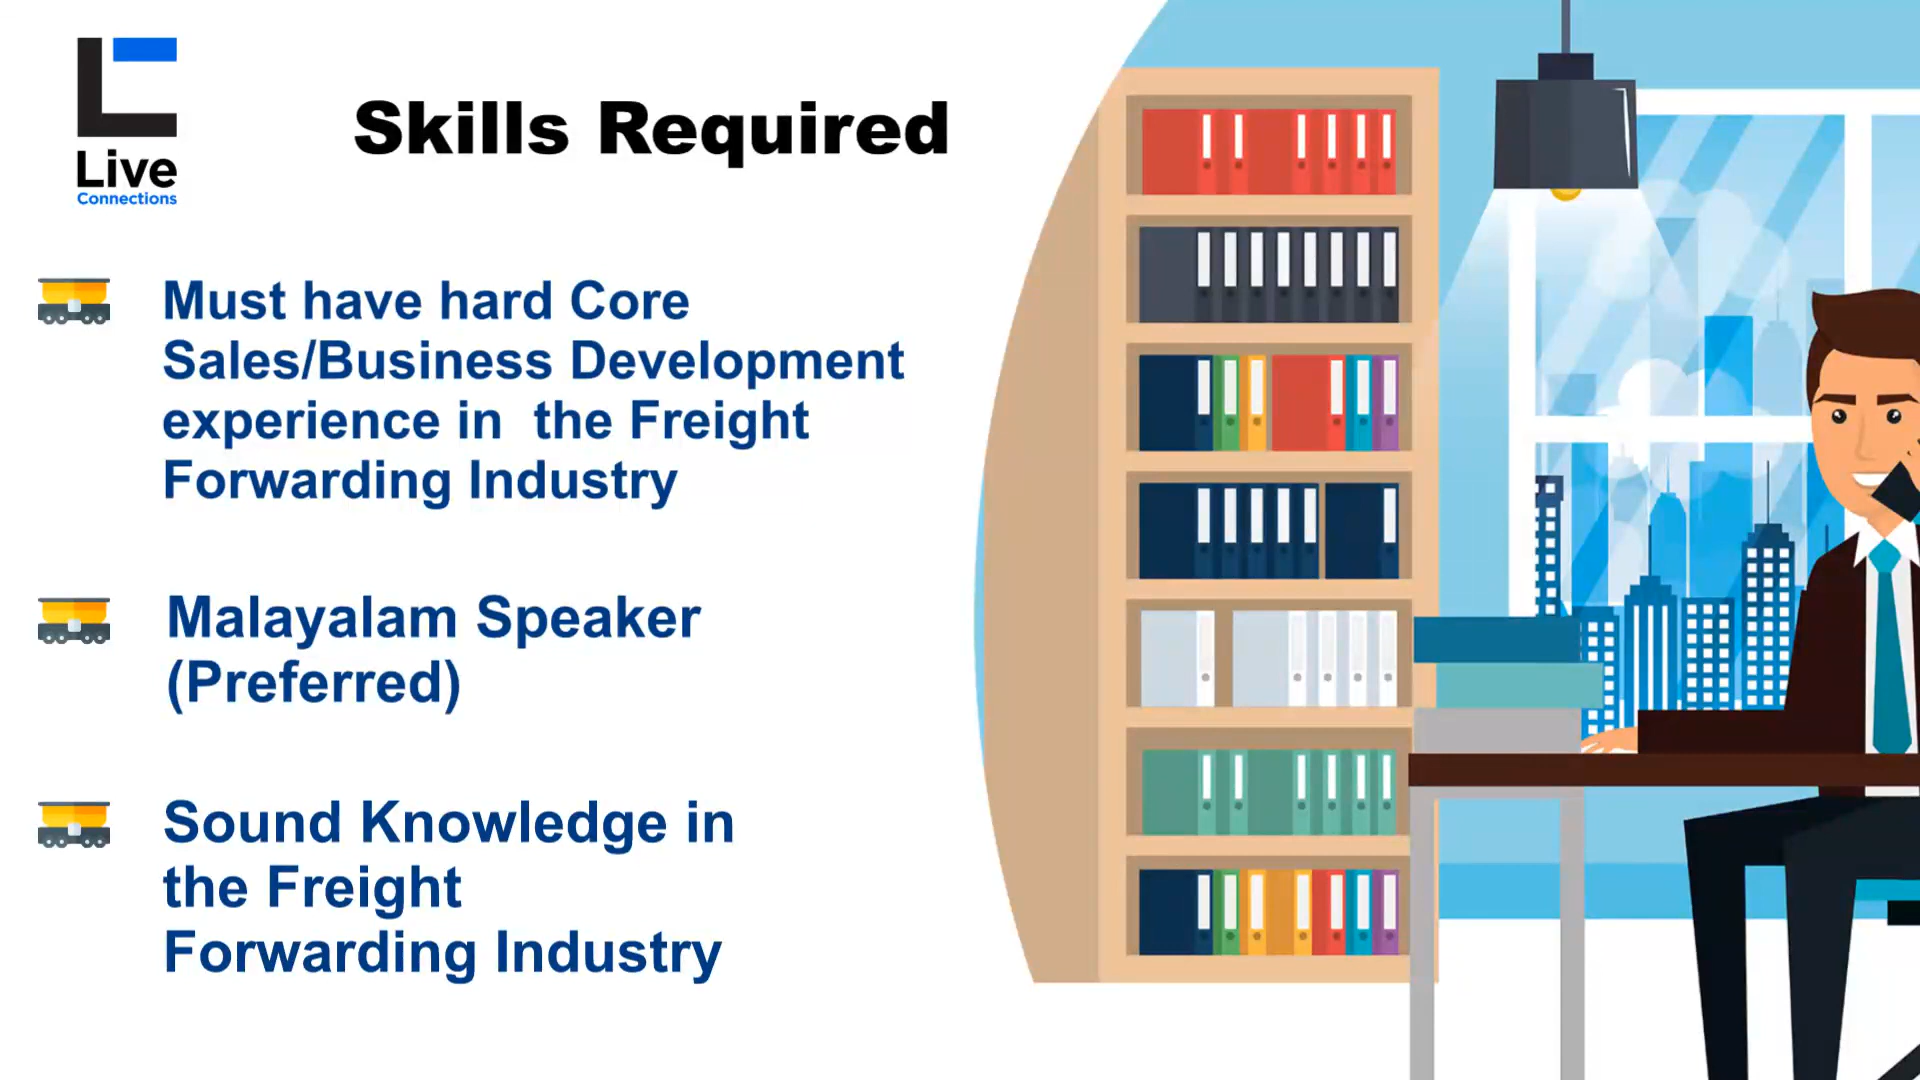 Live
Connections
Skills Required
Must have hard Core
Sales/Business Development
experience in  the Freight
Forwarding Industry
Malayalam Speaker
(Preferred)
Sound Knowledge in
the Freight
Forwarding Industry